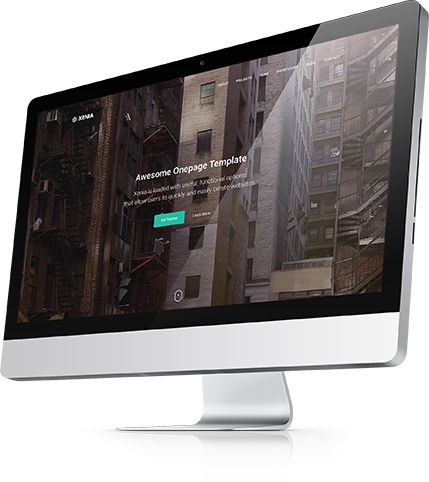 XENIA
PROJECTS
Awesome Onepage Template
Xenia is loaded with useful, functional options
that allow users to quickly and easily create websites.
Get Started
Learn More